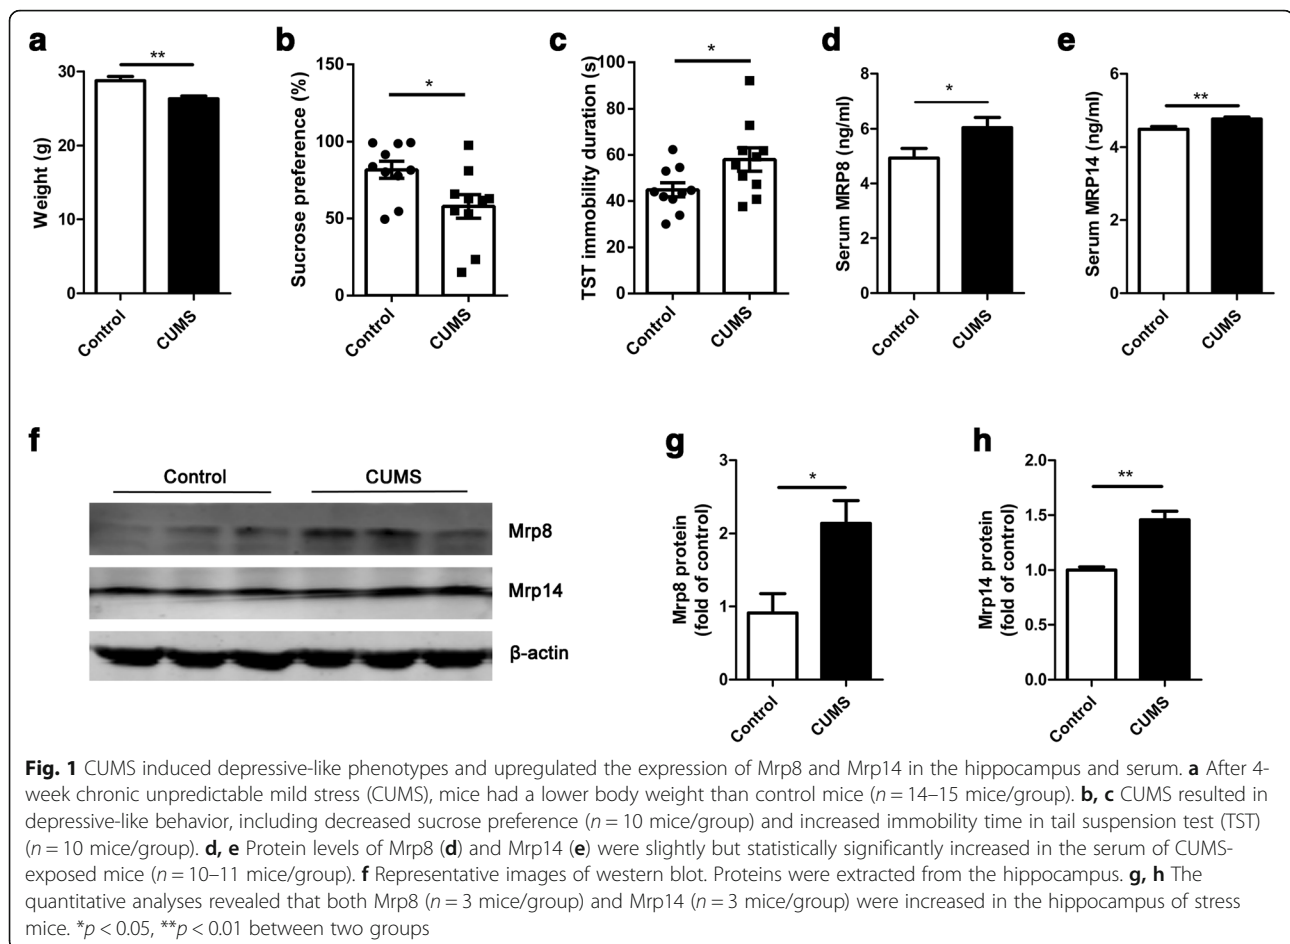 a
**
Weight (g)
30
20
10
0
Control
CUMS
b
*
Sucrose preference (%)
150
100
50
0
Control
CUMS
c
*
TST immobility duration (s)
100
80
60
40
20
0
Control
CUMS
d
*
Serum MRP8 (ng/ml)
8
6
4
2
0
Control
CUMS
e
**
Serum MRP14 (ng/ml)
6
4
2
0
Control
CUMS
f
Control
CUMS
Mrp8
Mrp14
β-actin
g
*
Mrp8 protein
(fold of control)
3
2
1
0
Control
CUMS
h
**
Mrp14 protein
(fold of control)
2.0
1.5
1.0
0.5
0.0
Control
CUMS
Fig. 1 CUMS induced depressive-like phenotypes and upregulated the expression of Mrp8 and Mrp14 in the hippocampus and serum. a After 4-
week chronic unpredictable mild stress (CUMS), mice had a lower body weight than control mice (n = 14–15 mice/group). b, c CUMS resulted in
depressive-like behavior, including decreased sucrose preference (n = 10 mice/group) and increased immobility time in tail suspension test (TST)
(n = 10 mice/group). d, e Protein levels of Mrp8 (d) and Mrp14 (e) were slightly but statistically significantly increased in the serum of CUMS-
exposed mice (n = 10–11 mice/group). f Representative images of western blot. Proteins were extracted from the hippocampus. g, h The
quantitative analyses revealed that both Mrp8 (n = 3 mice/group) and Mrp14 (n = 3 mice/group) were increased in the hippocampus of stress
mice. *p < 0.05, **p < 0.01 between two groups